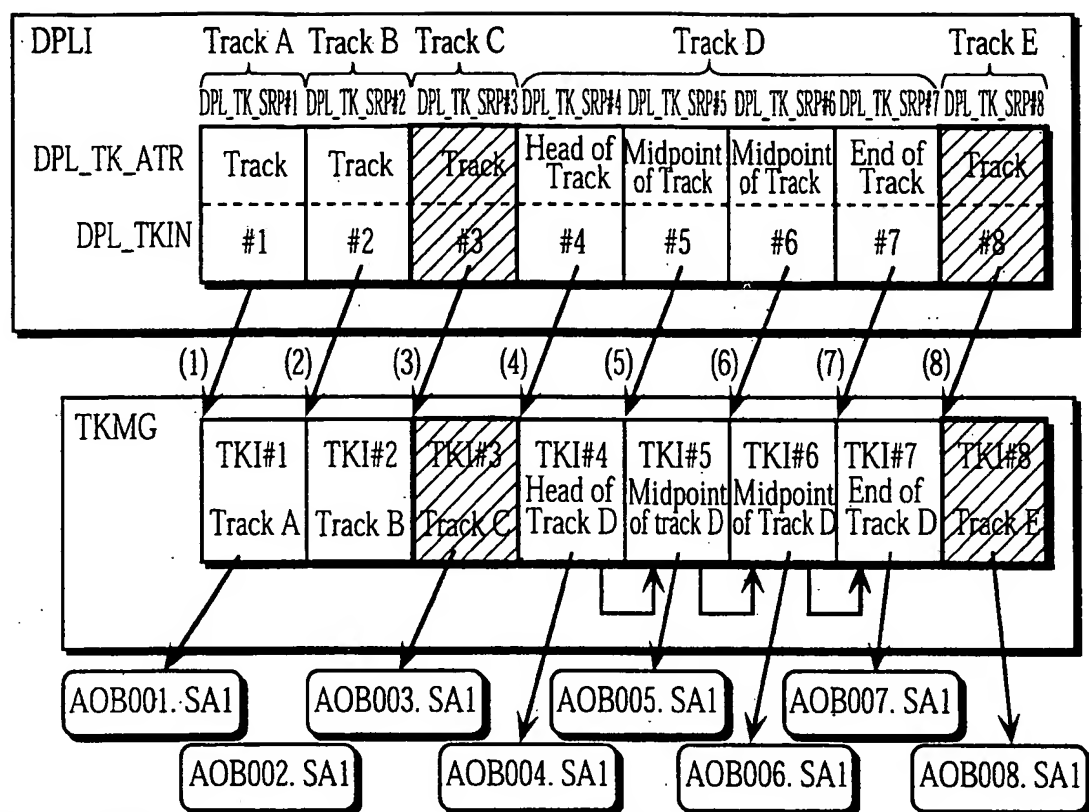 DPLI Track A Track B Track C Track D Track E
DPL_TK_SRP#1 DPL_TK_SRP#2 DPL_TK_SRP#3 DPL_TK_SRP#4 DPL_TK_SRP#5 DPL_TK_SRP#6 DPL_TK_SRP#7 DPL_TK_SRP#8
DPL_TK_ATR Track Track Track Head of Track Midpoint of Track Midpoint of Track End of Track Track
DPL_TKIN #1 #2 #3 #4 #5 #6 #7 #8
(1) (2) (3) (4) (5) (6) (7) (8)
TKMG
TKI#1 TKI#2 TKI#3 TKI#4 TKI#5 TKI#6 TKI#7 TKI#8
Track A Track B Track C Head of Track D Midpoint of track D Midpoint of Track D End of Track D Track E
AOB001. SA1 AOB003. SA1 AOB005. SA1 AOB007. SA1
AOB002. SA1 AOB004. SA1 AOB006. SA1 AOB008. SA1